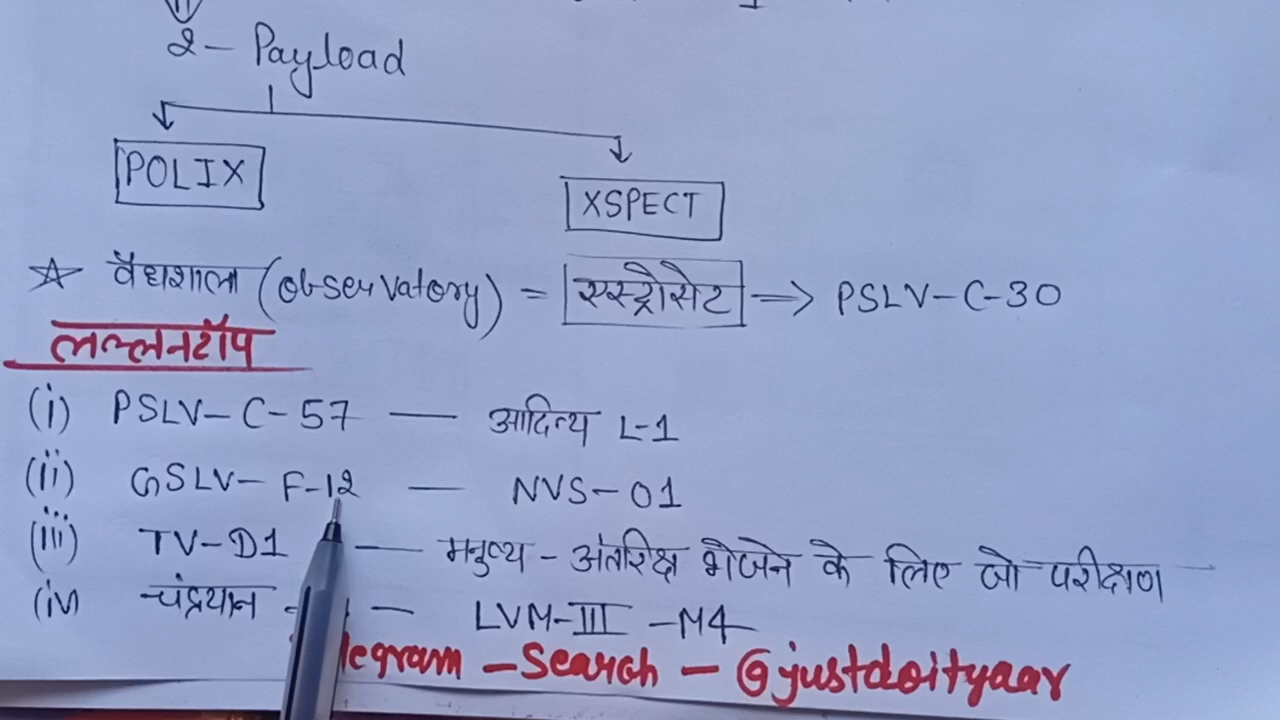 2- Payload
POLIX
XSPECT
☆ वैधशाला (observatory) = एस्ट्रोसेट => PSLV-C-30
लल्लनटॉप
(i) PSLV-C-57 — आदित्य L-1
(ii) GSLV- F-12 — NVS-01
(iii) TV-D1 — मनुष्य - अंतरिक्ष भेजने के लिए जो परीक्षण
(iv) चंद्रयान - — LVM-III -M4
legram -Search - @justdoityaar